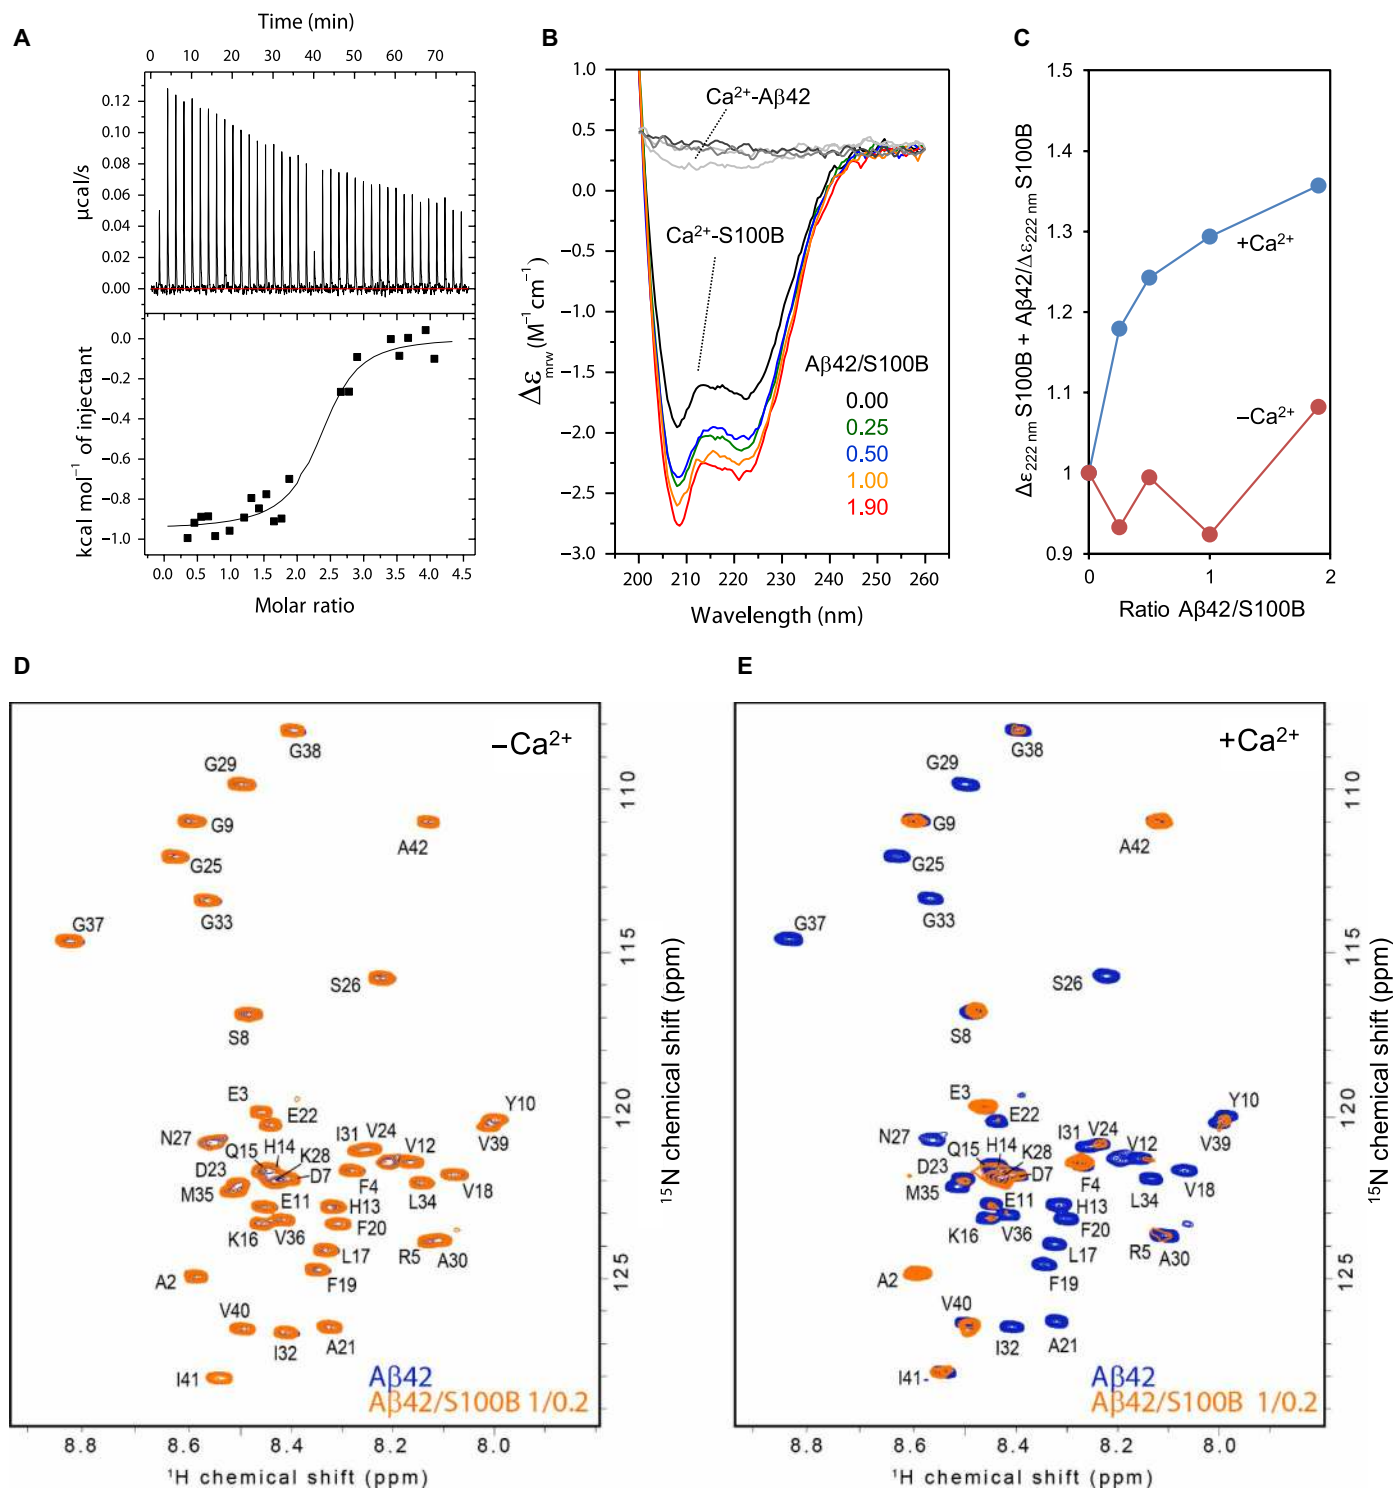 A
Time (min)
0 10 20 30 40 50 60 70
μcal/s
0.12
0.10
0.08
0.06
0.04
0.02
0.00
kcal mol⁻¹ of injectant
0.0
−0.2
−0.4
−0.6
−0.8
−1.0
0.0 0.5 1.0 1.5 2.0 2.5 3.0 3.5 4.0 4.5
Molar ratio
B
Δε mrw (M⁻¹ cm⁻¹)
1.0
0.5
0.0
−0.5
−1.0
−1.5
−2.0
−2.5
−3.0
Ca²⁺-Aβ42
Ca²⁺-S100B
Aβ42/S100B
0.00
0.25
0.50
1.00
1.90
200 210 220 230 240 250 260
Wavelength (nm)
C
Δε222 nm S100B + Aβ42/Δε222 nm S100B
1.5
1.4
1.3
1.2
1.1
1
0.9
+Ca²⁺
−Ca²⁺
0 1 2
Ratio Aβ42/S100B
D
−Ca²⁺
G38
G29
G9
A42
G25
G33
G37
S26
S8
E3
E22
Y10
N27
Q15
H14
I31
V24
V12
V39
K28
D23
D7
M35
F4
L34
V18
E11
H13
K16
V36
F20
L17
R5
A30
A2
F19
V40
I32
A21
I41
Aβ42
Aβ42/S100B 1/0.2
110
115
120
125
¹⁵N chemical shift (ppm)
8.8 8.6 8.4 8.2 8.0
¹H chemical shift (ppm)
E
+Ca²⁺
G38
G29
G9
A42
G25
G33
G37
S26
S8
E3
E22
Y10
N27
Q15
H14
I31
V24
V12
V39
K28
D23
D7
M35
F4
L34
V18
E11
H13
K16
V36
F20
L17
R5
A30
A2
F19
V40
I32
A21
I41-
Aβ42
Aβ42/S100B 1/0.2
110
115
120
125
¹⁵N chemical shift (ppm)
8.8 8.6 8.4 8.2 8.0
¹H chemical shift (ppm)